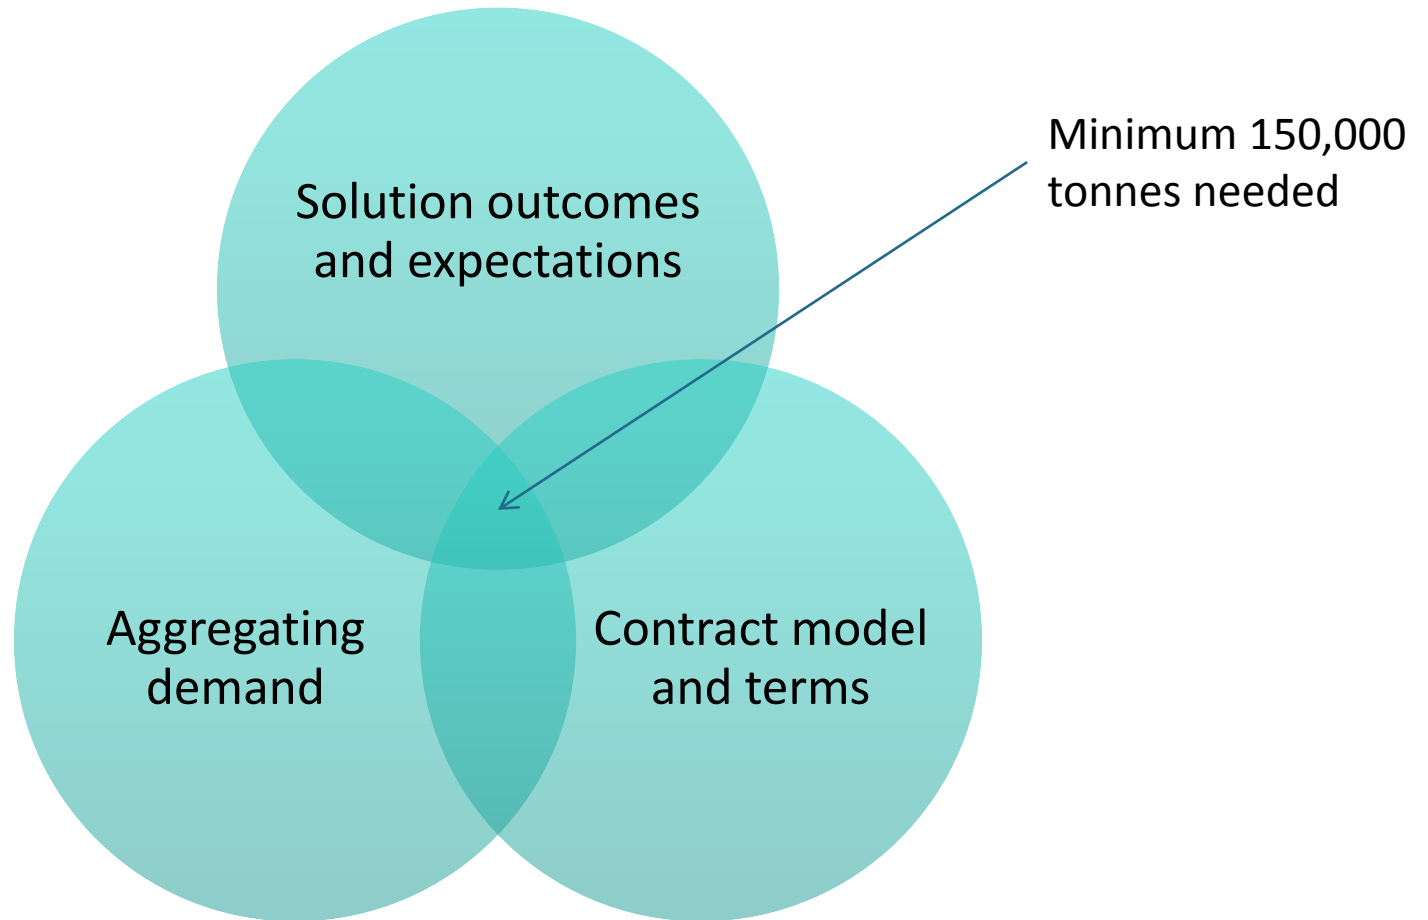 Minimum 150,000
tonnes needed
Solution outcomes
and expectations
Aggregating
demand
Contract model
and terms